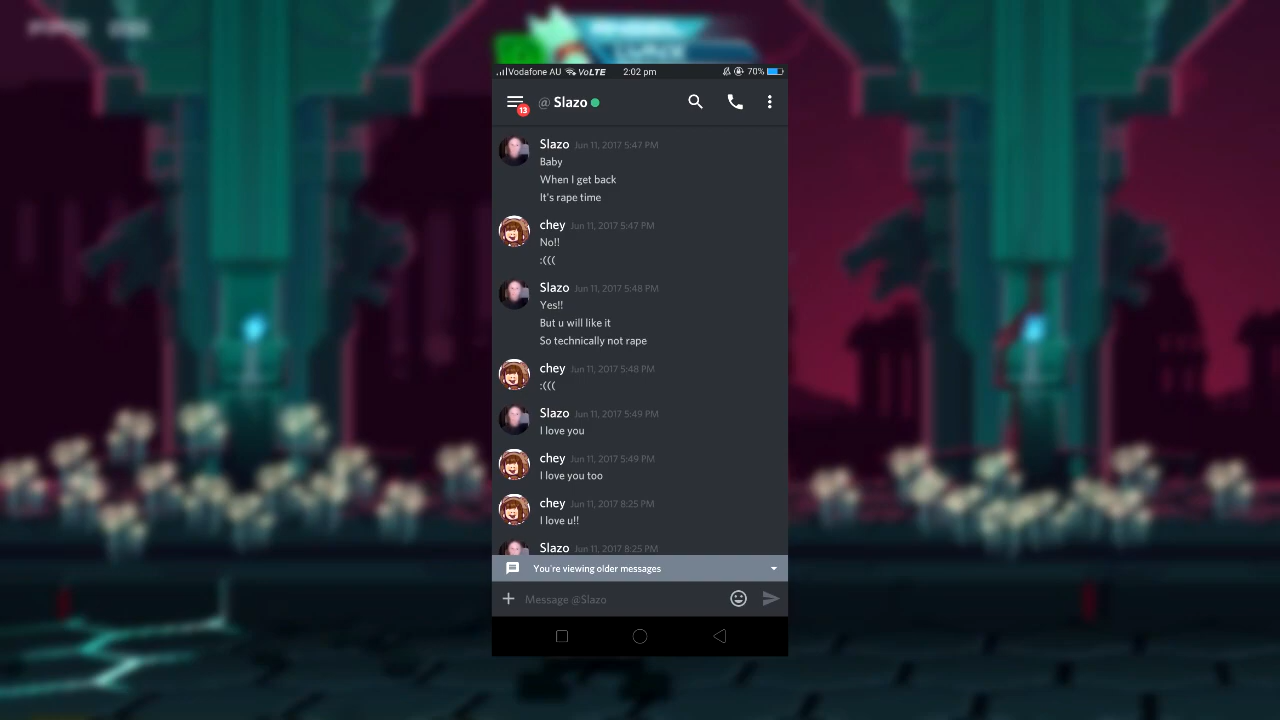 Vodafone AU VoLTE 2:02 pm 70%
13 @ Slazo
Slazo Jun 11, 2017 5:47 PM
Baby
When I get back
It's rape time
chey Jun 11, 2017 5:47 PM
No!!
:(((
Slazo Jun 11, 2017 5:48 PM
Yes!!
But u will like it
So technically not rape
chey Jun 11, 2017 5:48 PM
:(((
Slazo Jun 11, 2017 5:49 PM
I love you
chey Jun 11, 2017 5:49 PM
I love you too
chey Jun 11, 2017 8:25 PM
I love u!!
Slazo Jun 11, 2017 8:25 PM
You're viewing older messages
Message @Slazo